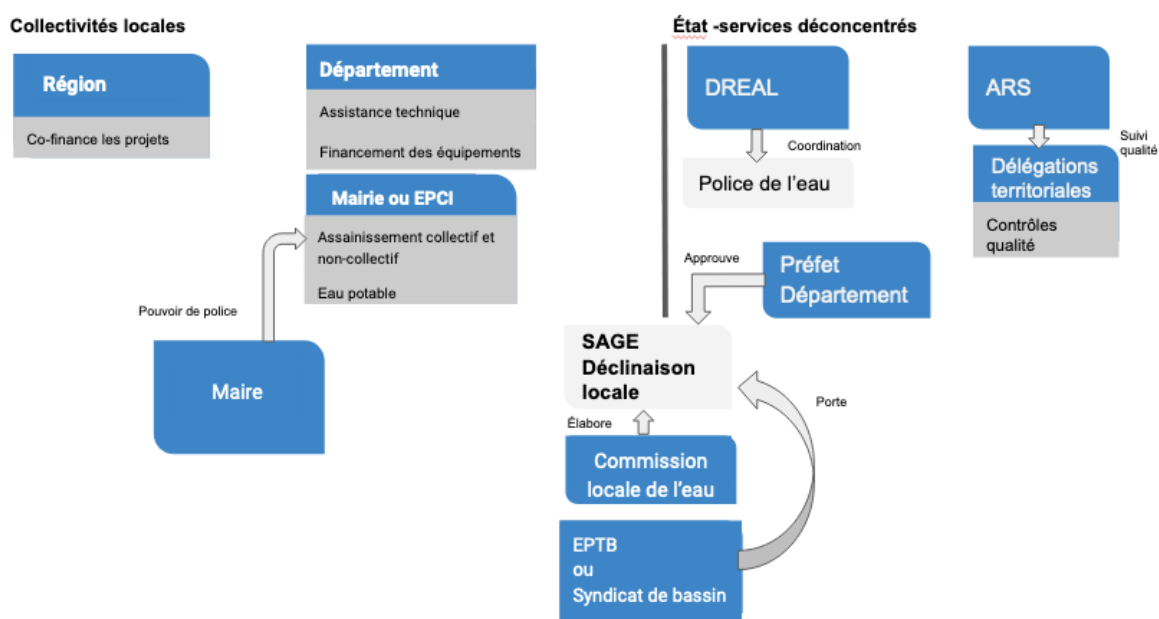 Collectivités locales
Région
Co-finance les projets
Département
Assistance technique
Financement des équipements
Mairie ou EPCI
Assainissement collectif et
non-collectif
Eau potable
Pouvoir de police
Maire
État -services déconcentrés
DREAL
Coordination
Police de l'eau
ARS
Suivi
qualité
Délégations
territoriales
Contrôles
qualité
Approuve
Préfet
Département
SAGE
Déclinaison
locale
Élabore
Porte
Commission
locale de l'eau
EPTB
ou
Syndicat de bassin